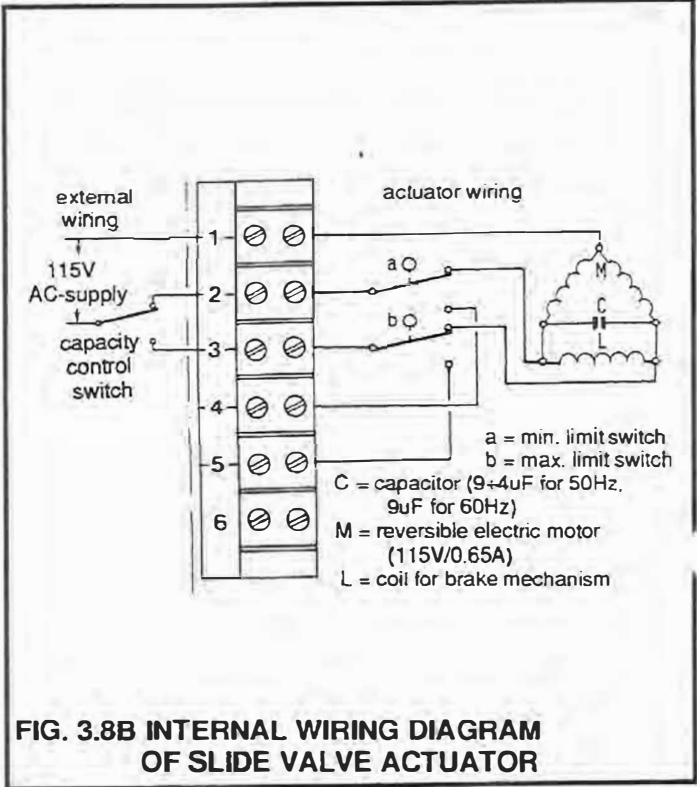 external
wiring
actuator wiring
115V
AC-supply
capacity
control
switch
1
2
3
4
5
6
a
b
M
C
L
a = min. limit switch
b = max. limit switch
C = capacitor (9÷4uF for 50Hz,
9uF for 60Hz)
M = reversible electric motor
(115V/0.65A)
L = coil for brake mechanism
FIG. 3.8B INTERNAL WIRING DIAGRAM
OF SLIDE VALVE ACTUATOR